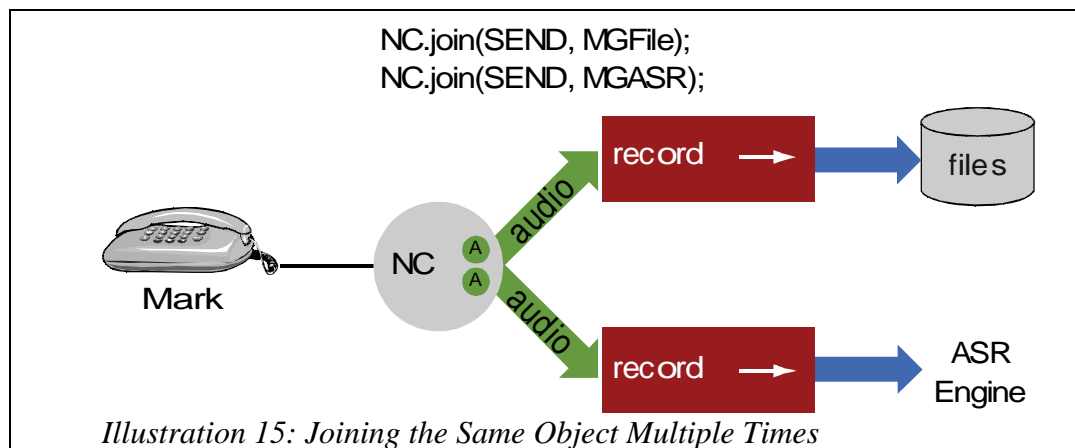 NC.join(SEND, MGFile);
NC.join(SEND, MGASR);
record
files
audio
A
NC
A
Mark
audio
record
ASR
Engine
Illustration 15: Joining the Same Object Multiple Times